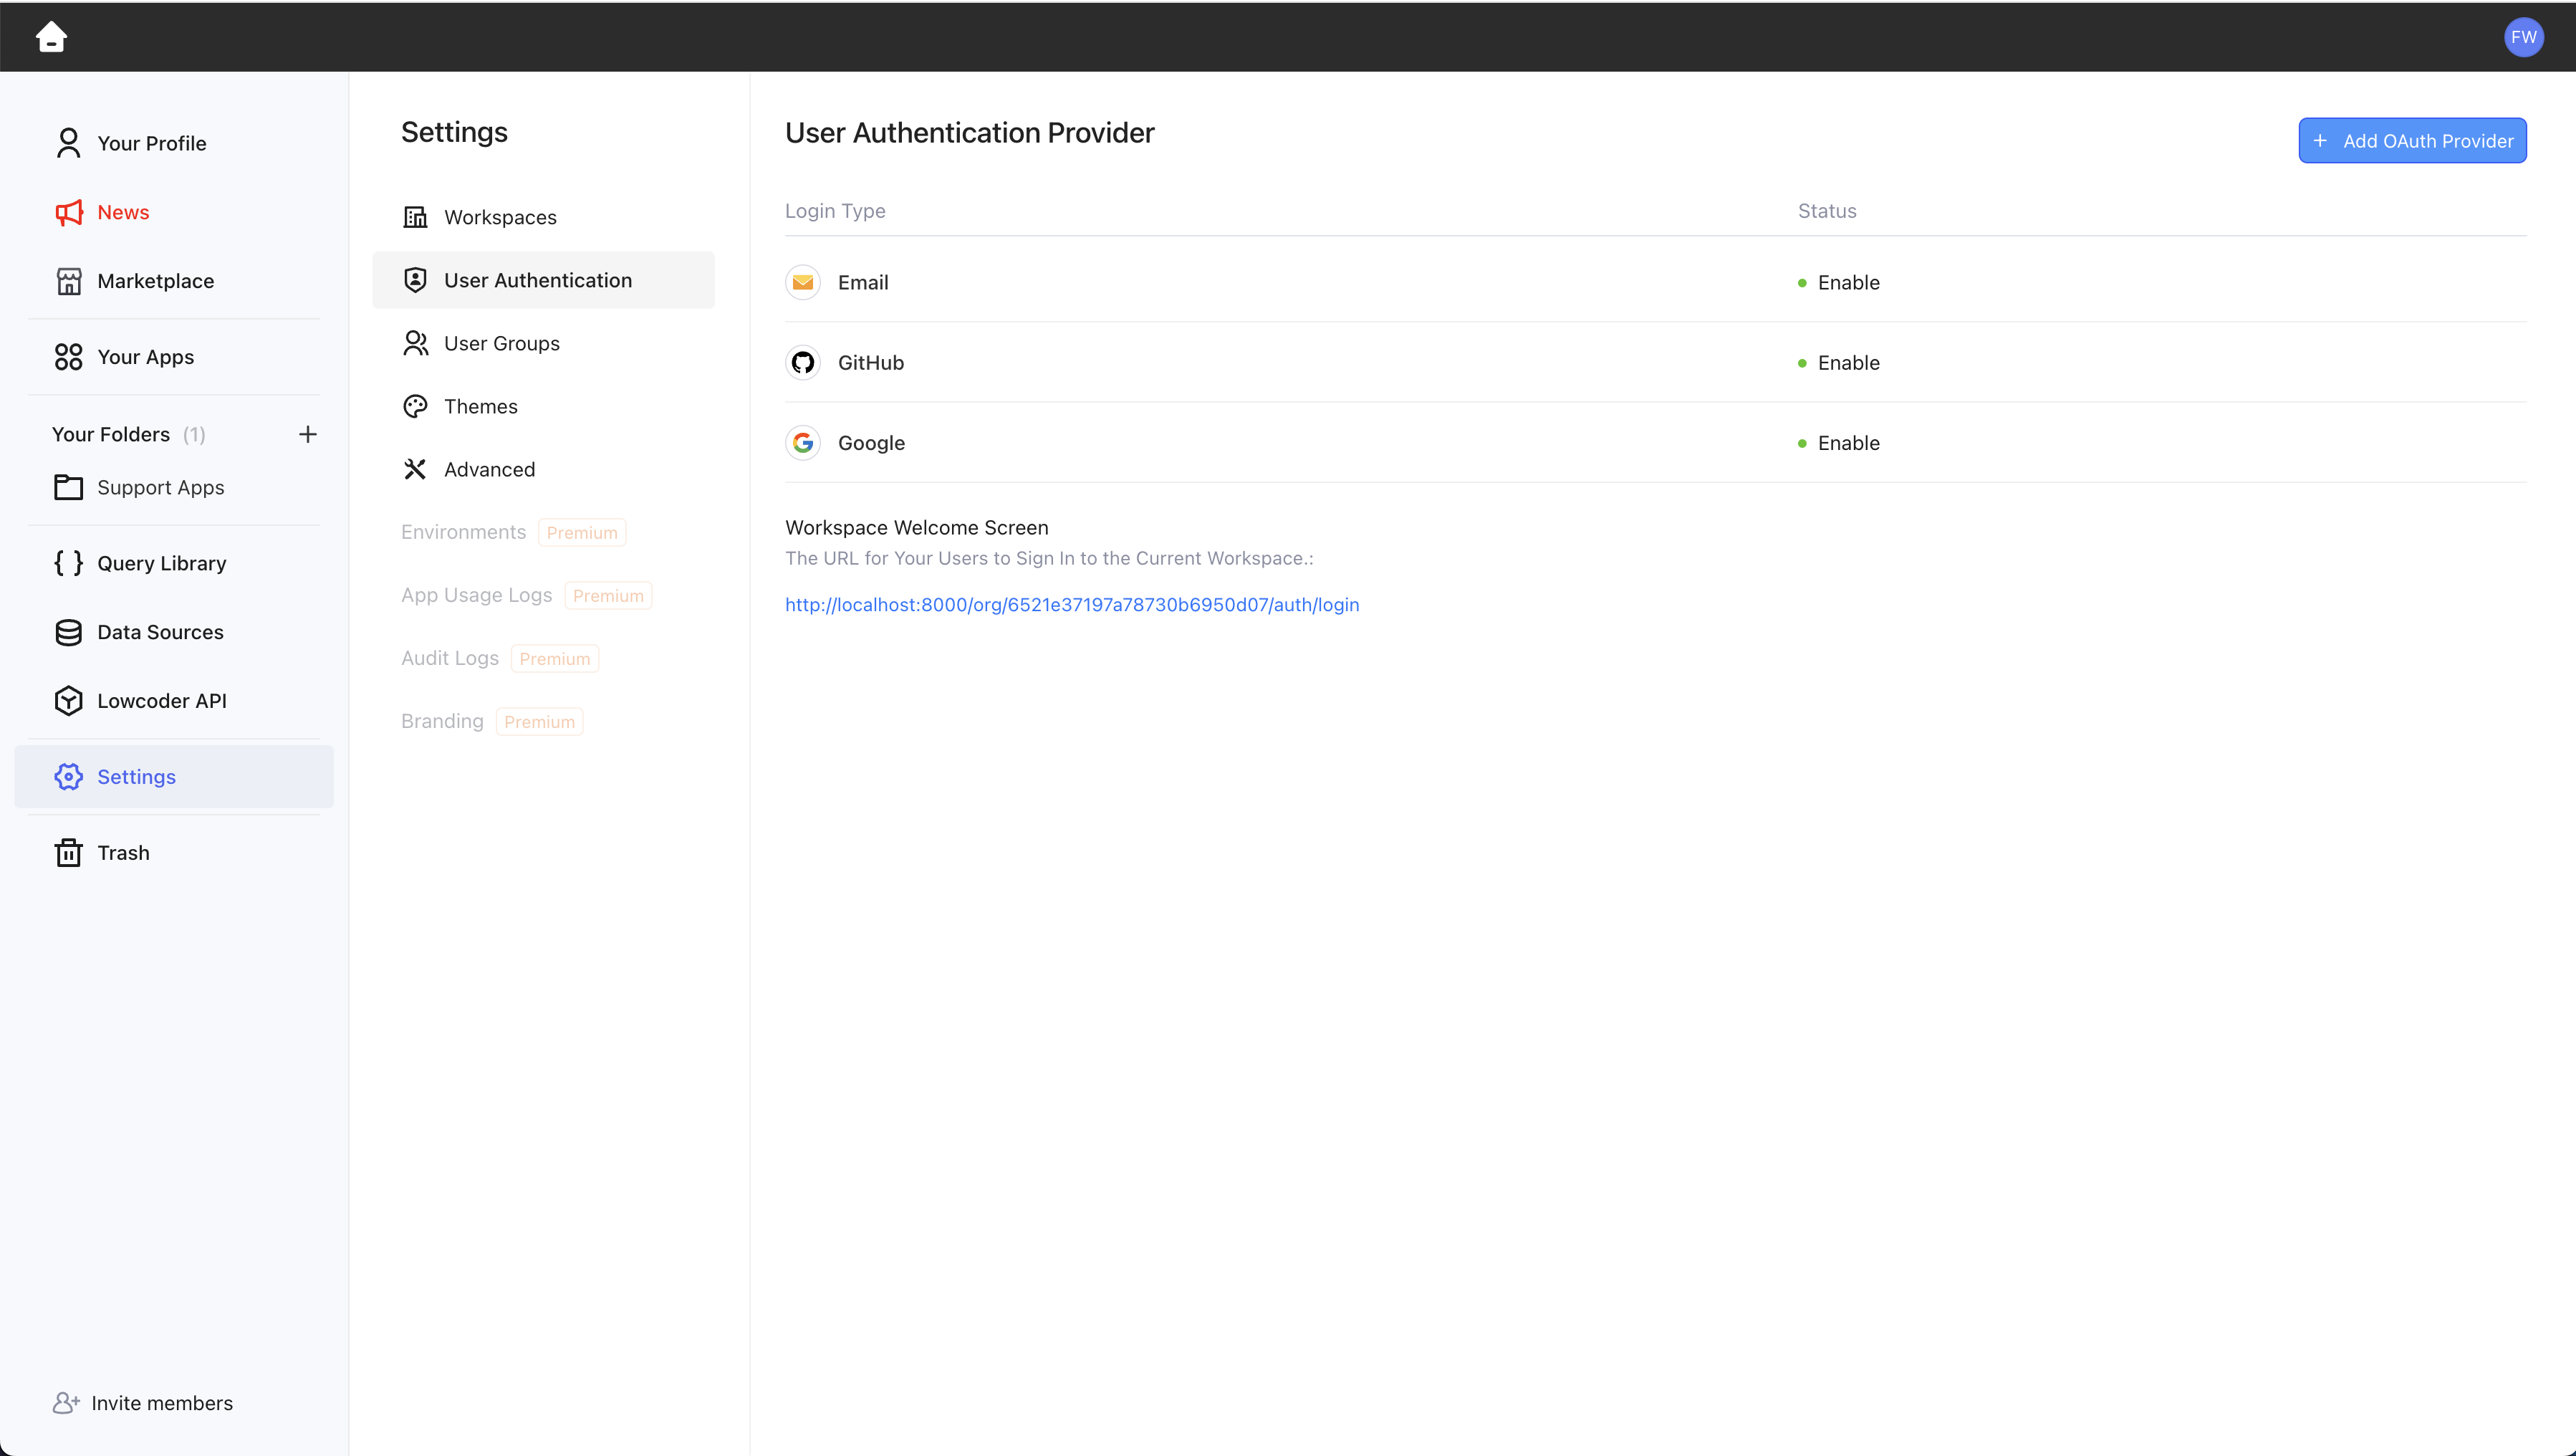 FW
Your Profile
News
Marketplace
Your Apps
Your Folders (1)
Support Apps
Query Library
Data Sources
Lowcoder API
Settings
Trash
Invite members
Settings
Workspaces
User Authentication
User Groups
Themes
Advanced
Environments Premium
App Usage Logs Premium
Audit Logs Premium
Branding Premium
User Authentication Provider
+ Add OAuth Provider
Login Type Status
Email Enable
GitHub Enable
Google Enable
Workspace Welcome Screen
The URL for Your Users to Sign In to the Current Workspace.:
http://localhost:8000/org/6521e37197a78730b6950d07/auth/login